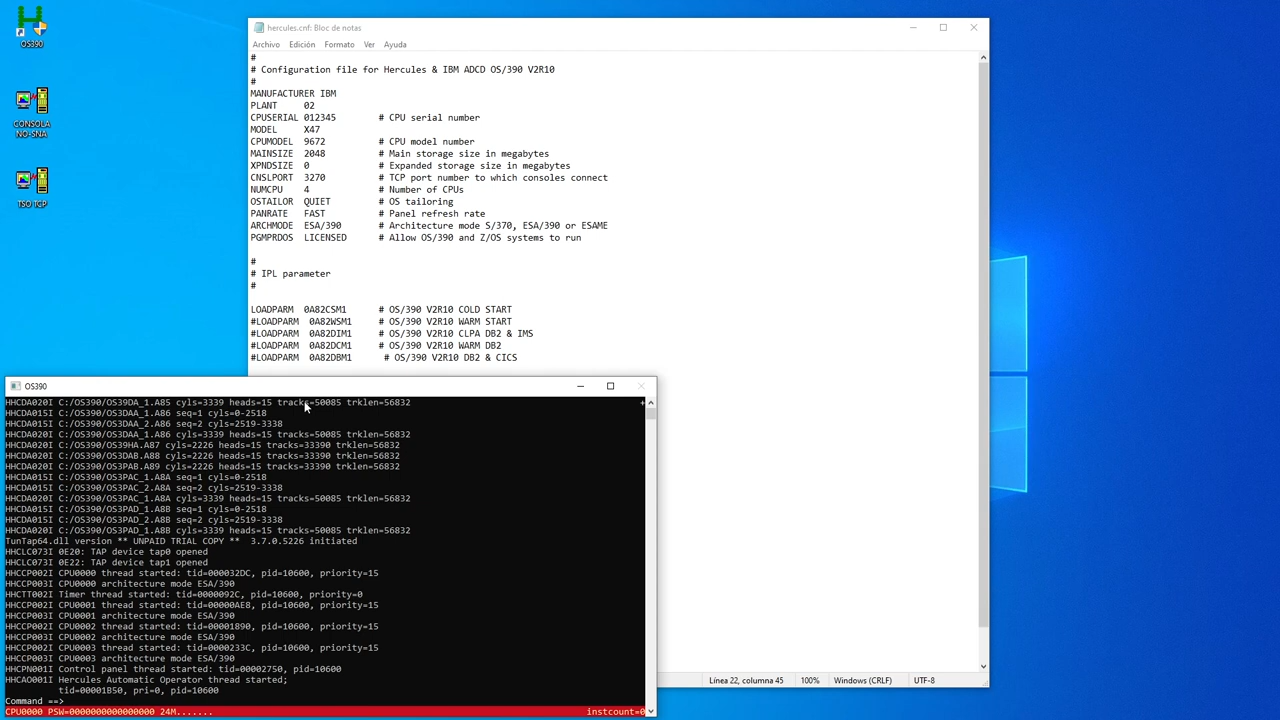 OS390
CONSOLA
NO-SNA
TSO TCP
hercules.cnf: Bloc de notas
Archivo Edición Formato Ver Ayuda
#
# Configuration file for Hercules & IBM ADCD OS/390 V2R10
#
MANUFACTURER IBM
PLANT 02
CPUSERIAL 012345 # CPU serial number
MODEL X47
CPUMODEL 9672 # CPU model number
MAINSIZE 2048 # Main storage size in megabytes
XPNDSIZE 0 # Expanded storage size in megabytes
CNSLPORT 3270 # TCP port number to which consoles connect
NUMCPU 4 # Number of CPUs
OSTAILOR QUIET # OS tailoring
PANRATE FAST # Panel refresh rate
ARCHMODE ESA/390 # Architecture mode S/370, ESA/390 or ESAME
PGMPRDOS LICENSED # Allow OS/390 and Z/OS systems to run
#
# IPL parameter
#
LOADPARM 0A82CSM1 # OS/390 V2R10 COLD START
#LOADPARM 0A82WSM1 # OS/390 V2R10 WARM START
#LOADPARM 0A82DIM1 # OS/390 V2R10 CLPA DB2 & IMS
#LOADPARM 0A82DCM1 # OS/390 V2R10 WARM DB2
#LOADPARM 0A82DBM1 # OS/390 V2R10 DB2 & CICS
Línea 22, columna 45 100% Windows (CRLF) UTF-8
OS390
HHCDA020I C:/OS390/OS39DA_1.A85 cyls=3339 heads=15 tracks=50085 trklen=56832 +
HHCDA015I C:/OS390/OS3DAA_1.A86 seq=1 cyls=0-2518
HHCDA015I C:/OS390/OS3DAA_2.A86 seq=2 cyls=2519-3338
HHCDA020I C:/OS390/OS3DAA_1.A86 cyls=3339 heads=15 tracks=50085 trklen=56832
HHCDA020I C:/OS390/OS39HA.A87 cyls=2226 heads=15 tracks=33390 trklen=56832
HHCDA020I C:/OS390/OS3DAB.A88 cyls=2226 heads=15 tracks=33390 trklen=56832
HHCDA020I C:/OS390/OS3PAB.A89 cyls=2226 heads=15 tracks=33390 trklen=56832
HHCDA015I C:/OS390/OS3PAC_1.A8A seq=1 cyls=0-2518
HHCDA015I C:/OS390/OS3PAC_2.A8A seq=2 cyls=2519-3338
HHCDA020I C:/OS390/OS3PAC_1.A8A cyls=3339 heads=15 tracks=50085 trklen=56832
HHCDA015I C:/OS390/OS3PAD_1.A8B seq=1 cyls=0-2518
HHCDA015I C:/OS390/OS3PAD_2.A8B seq=2 cyls=2519-3338
HHCDA020I C:/OS390/OS3PAD_1.A8B cyls=3339 heads=15 tracks=50085 trklen=56832
TunTap64.dll version ** UNPAID TRIAL COPY ** 3.7.0.5226 initiated
HHCLC073I 0E20: TAP device tap0 opened
HHCLC073I 0E22: TAP device tap1 opened
HHCCP002I CPU0000 thread started: tid=000032DC, pid=10600, priority=15
HHCCP003I CPU0000 architecture mode ESA/390
HHCTT002I Timer thread started: tid=0000092C, pid=10600, priority=0
HHCCP002I CPU0001 thread started: tid=00000AE8, pid=10600, priority=15
HHCCP003I CPU0001 architecture mode ESA/390
HHCCP002I CPU0002 thread started: tid=00001890, pid=10600, priority=15
HHCCP003I CPU0002 architecture mode ESA/390
HHCCP002I CPU0003 thread started: tid=0000233C, pid=10600, priority=15
HHCCP003I CPU0003 architecture mode ESA/390
HHCPN001I Control panel thread started: tid=00002750, pid=10600
HHCAO001I Hercules Automatic Operator thread started;
tid=00001B50, pri=0, pid=10600
Command ==>
CPU0000 PSW=0000000000000000 24M....... instcount=0